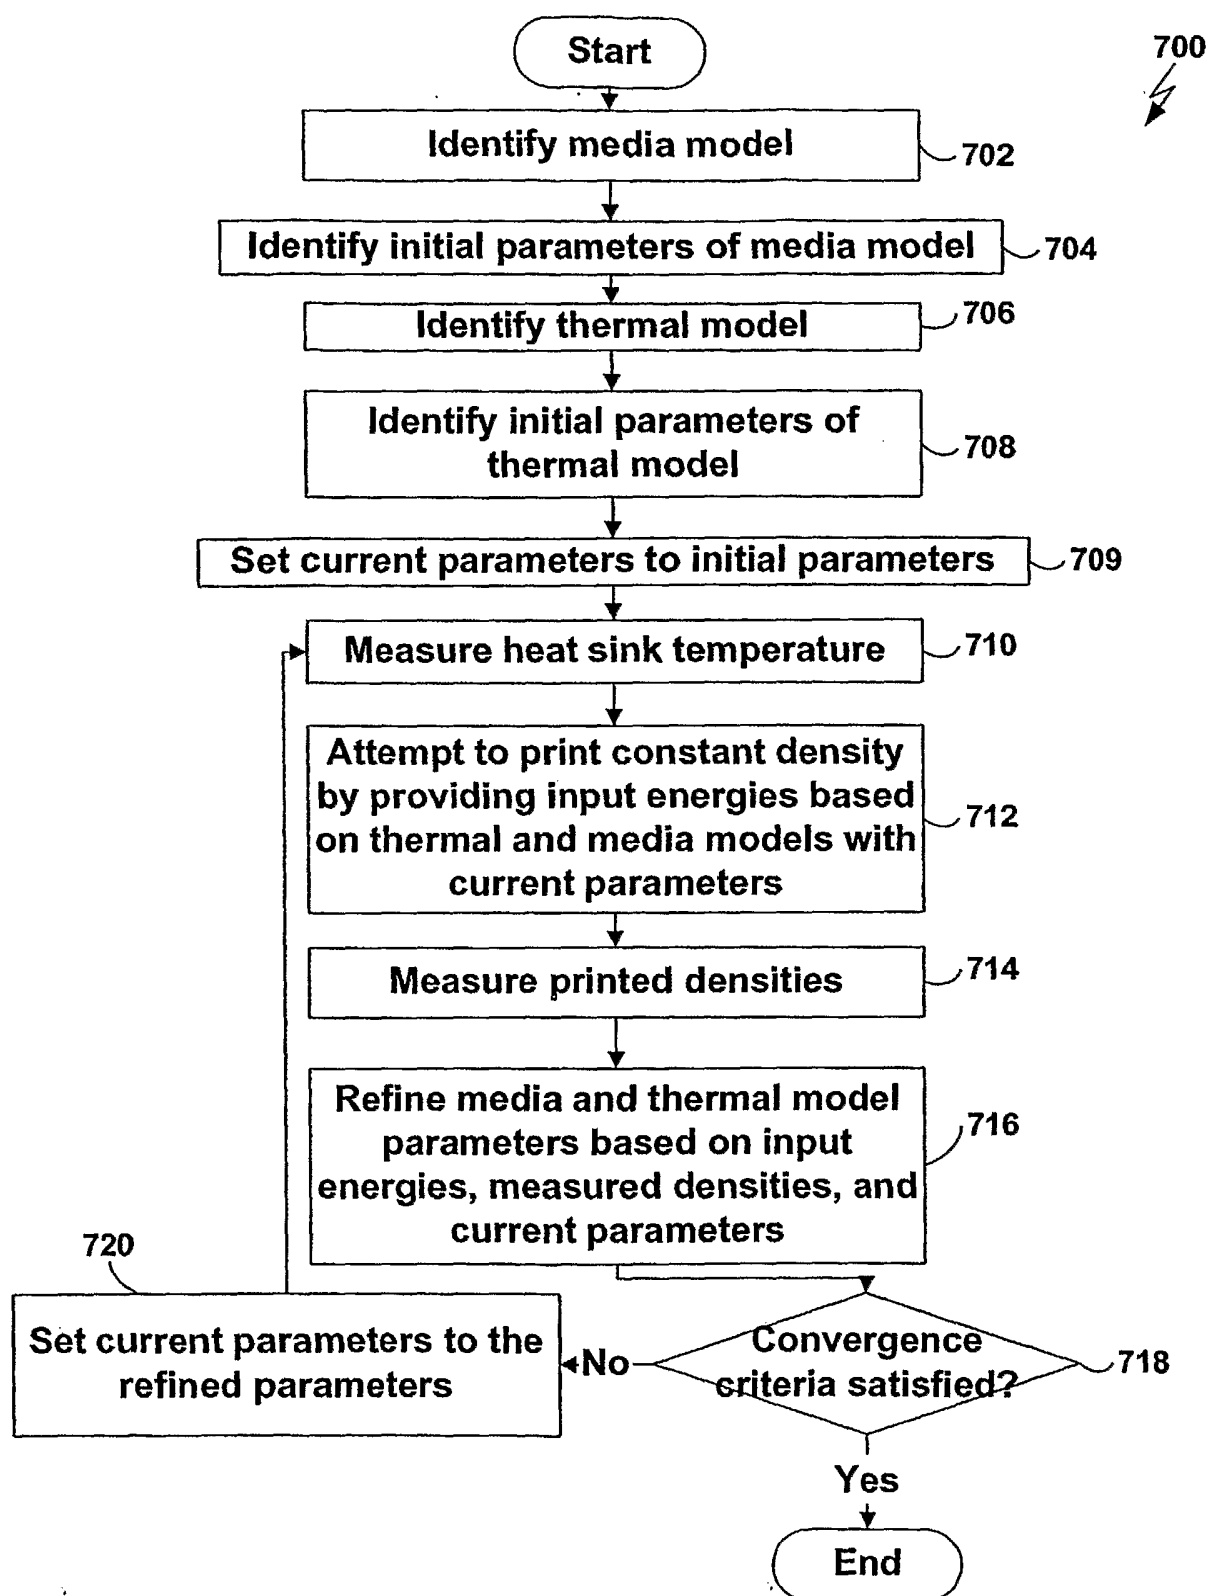 Start
700
Identify media model
702
Identify initial parameters of media model
704
Identify thermal model
706
Identify initial parameters of
thermal model
708
Set current parameters to initial parameters
709
Measure heat sink temperature
710
Attempt to print constant density
by providing input energies based
on thermal and media models with
current parameters
712
Measure printed densities
714
Refine media and thermal model
parameters based on input
energies, measured densities, and
current parameters
716
720
Set current parameters to the
refined parameters
No
Convergence
criteria satisfied?
718
Yes
End